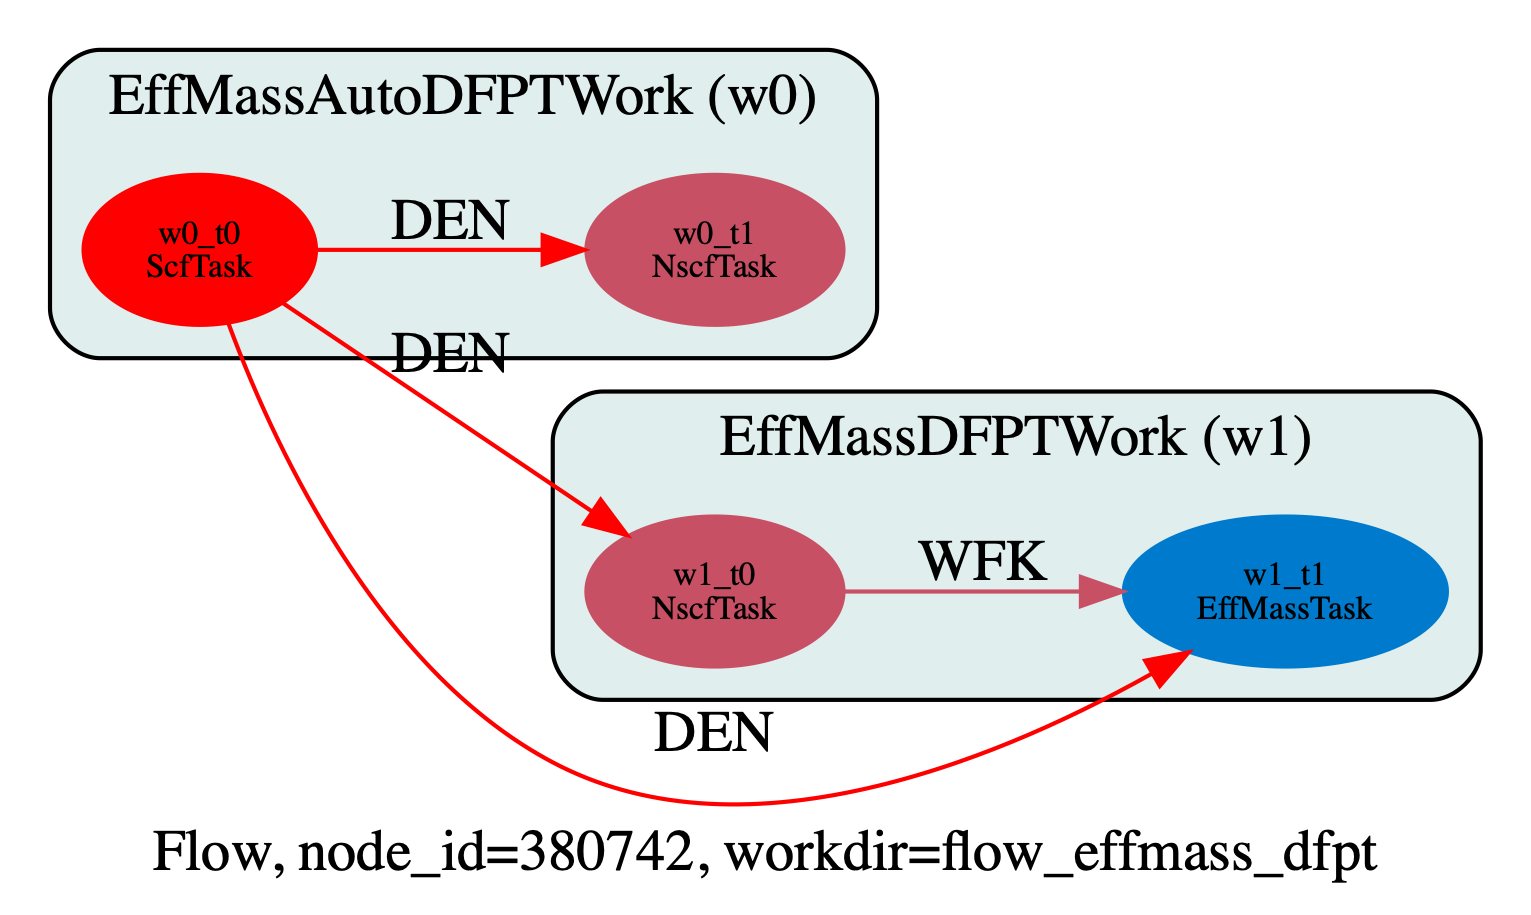 EffMassAutoDFPTWork (w0)
w0_t0
ScfTask
DEN
w0_t1
NscfTask
DEN
EffMassDFPTWork (w1)
w1_t0
NscfTask
WFK
w1_t1
EffMassTask
DEN
Flow, node_id=380742, workdir=flow_effmass_dfpt